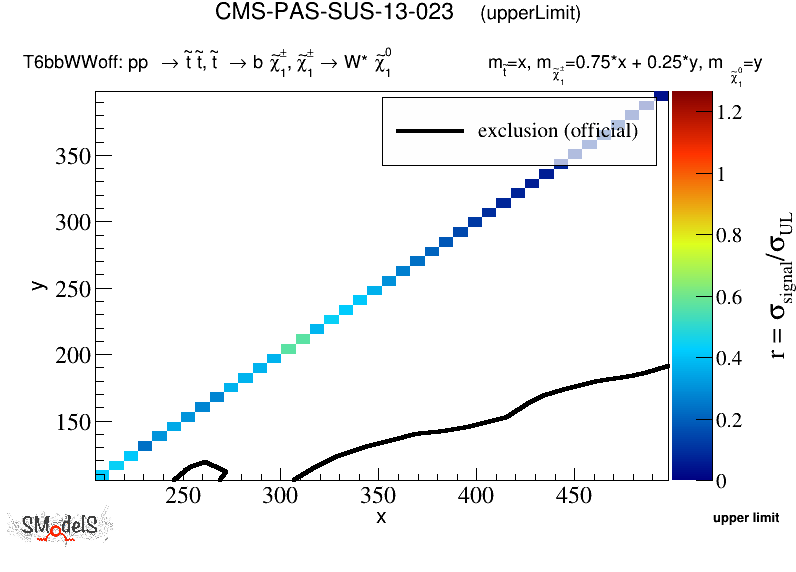 CMS-PAS-SUS-13-023 (upperLimit)
T6bbWWoff: pp → t̃ t̃, t̃ → b χ̃₁±, χ̃₁± → W* χ̃₁⁰ m_t̃=x, m_χ̃₁±=0.75*x + 0.25*y, m_χ̃₁⁰=y
exclusion (official)
350
300
250
200
150
y
250 300 350 400 450
x
1.2
1
0.8
0.6
0.4
0.2
0
r = σ_signal/σ_UL
SModelS
upper limit